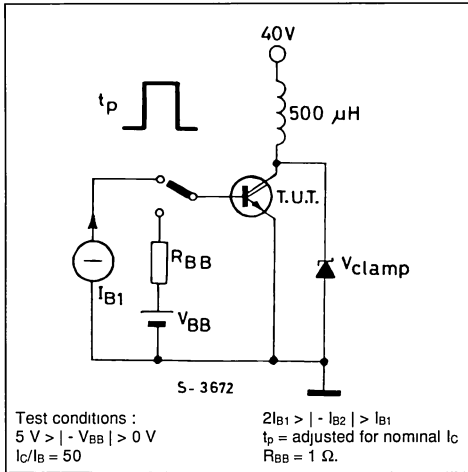 40V
tp
500 µH
T.U.T.
RBB
IB1
Vclamp
VBB
S- 3672
Test conditions :
5 V > | - VBB | > 0 V
IC/IB = 50
2IB1 > | - IB2 | > IB1
tp = adjusted for nominal IC
RBB = 1 Ω.